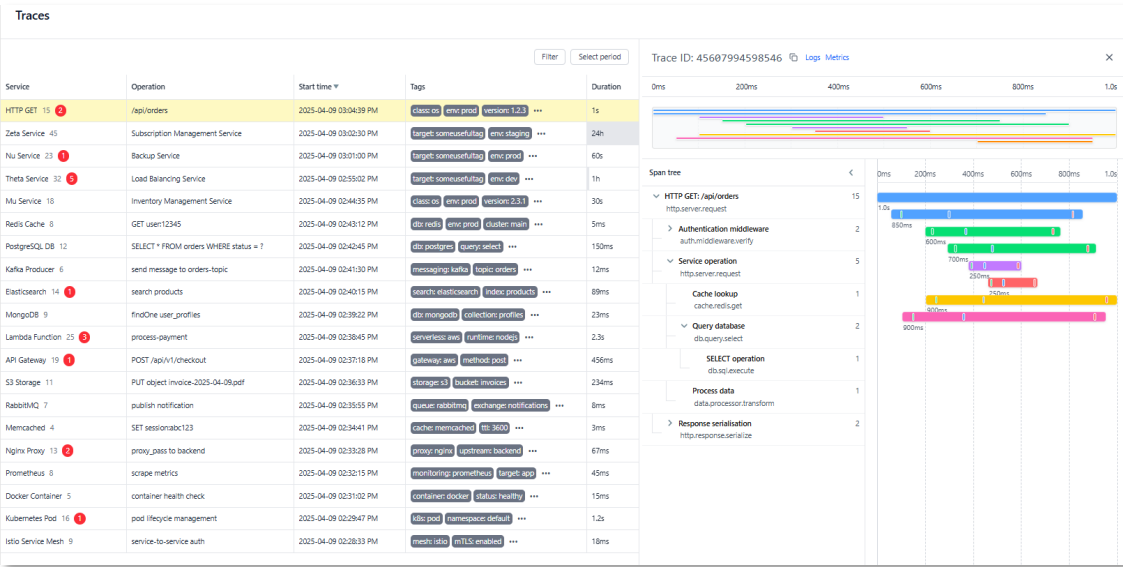 Traces
Filter Select period
Service Operation Start time ▼ Tags Duration
HTTP GET 15 2 /api/orders 2025-04-09 03:04:39 PM class: os env: prod version: 1.2.3 ••• 1s
Zeta Service 45 Subscription Management Service 2025-04-09 03:02:30 PM target: someusefultag env: staging ••• 24h
Nu Service 23 1 Backup Service 2025-04-09 03:01:00 PM target: someusefultag env: prod ••• 60s
Theta Service 32 5 Load Balancing Service 2025-04-09 02:55:02 PM target: someusefultag env: dev ••• 1h
Mu Service 18 Inventory Management Service 2025-04-09 02:44:35 PM class: os env: prod version: 2.3.1 ••• 30s
Redis Cache 8 GET user:12345 2025-04-09 02:43:12 PM db: redis env: prod cluster: main ••• 5ms
PostgreSQL DB 12 SELECT * FROM orders WHERE status = ? 2025-04-09 02:42:45 PM db: postgres query: select ••• 150ms
Kafka Producer 6 send message to orders-topic 2025-04-09 02:41:30 PM messaging: kafka topic: orders ••• 12ms
Elasticsearch 14 1 search products 2025-04-09 02:40:15 PM search: elasticsearch index: products ••• 89ms
MongoDB 9 findOne user_profiles 2025-04-09 02:39:22 PM db: mongodb collection: profiles ••• 23ms
Lambda Function 25 3 process-payment 2025-04-09 02:38:45 PM serverless: aws runtime: nodejs ••• 2.3s
API Gateway 19 1 POST /api/v1/checkout 2025-04-09 02:37:18 PM gateway: aws method: post ••• 456ms
S3 Storage 11 PUT object invoice-2025-04-09.pdf 2025-04-09 02:36:33 PM storage: s3 bucket: invoices ••• 234ms
RabbitMQ 7 publish notification 2025-04-09 02:35:55 PM queue: rabbitmq exchange: notifications ••• 8ms
Memcached 4 SET session:abc123 2025-04-09 02:34:41 PM cache: memcached ttl: 3600 ••• 3ms
Nginx Proxy 13 2 proxy_pass to backend 2025-04-09 02:33:28 PM proxy: nginx upstream: backend ••• 67ms
Prometheus 8 scrape metrics 2025-04-09 02:32:15 PM monitoring: prometheus target: app ••• 45ms
Docker Container 5 container health check 2025-04-09 02:31:02 PM container: docker status: healthy ••• 15ms
Kubernetes Pod 16 1 pod lifecycle management 2025-04-09 02:29:47 PM k8s: pod namespace: default ••• 1.2s
Istio Service Mesh 9 service-to-service auth 2025-04-09 02:28:33 PM mesh: istio mTLS: enabled ••• 18ms
Trace ID: 45607994598546 Logs Metrics
0ms 200ms 400ms 600ms 800ms 1.0s
Span tree
0ms 200ms 400ms 600ms 800ms 1.0s
HTTP GET: /api/orders 15
http.server.request
Authentication middleware 2
auth.middleware.verify
Service operation 5
http.server.request
Cache lookup 1
cache.redis.get
Query database 2
db.query.select
SELECT operation 1
db.sql.execute
Process data 1
data.processor.transform
Response serialisation 2
http.response.serialize
1.0s
850ms
600ms
700ms
250ms
250ms
900ms
900ms